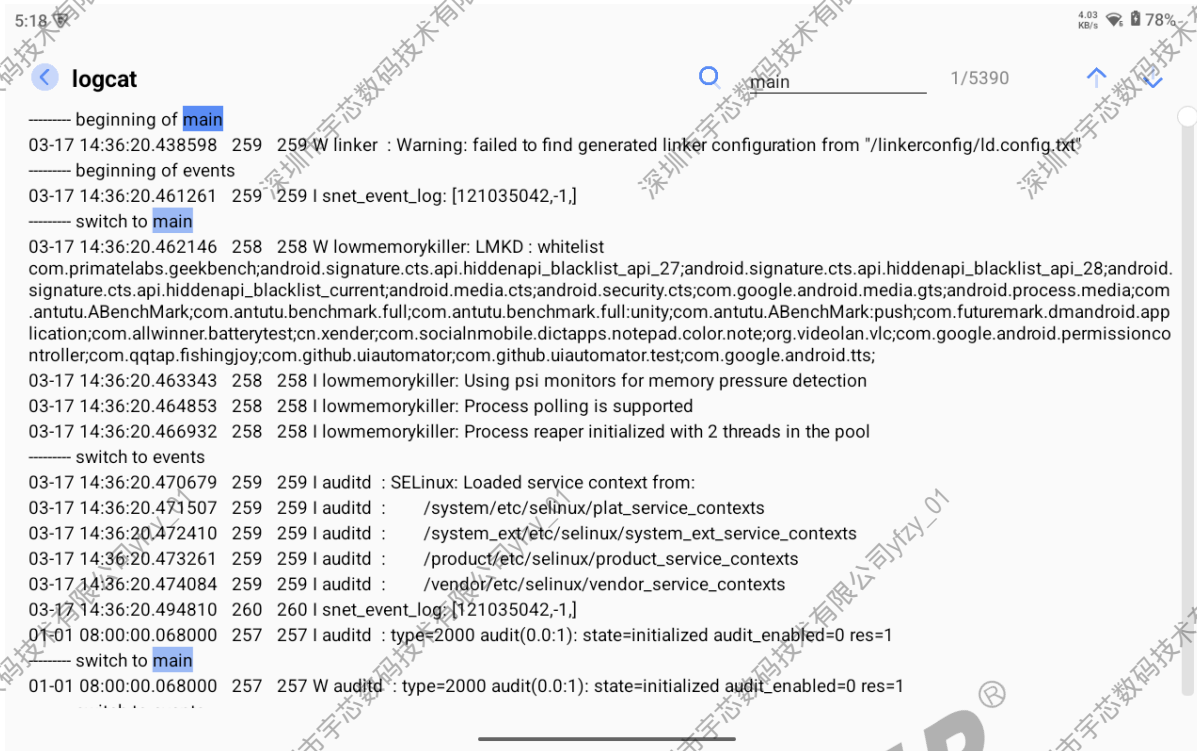 5:18
4.03 KB/s
78%
logcat
main
1/5390
--------- beginning of main
03-17 14:36:20.438598 259 259 W linker : Warning: failed to find generated linker configuration from "/linkerconfig/ld.config.txt"
--------- beginning of events
03-17 14:36:20.461261 259 259 I snet_event_log: [121035042,-1,]
--------- switch to main
03-17 14:36:20.462146 258 258 W lowmemorykiller: LMKD : whitelist
com.primatelabs.geekbench;android.signature.cts.api.hiddenapi_blacklist_api_27;android.signature.cts.api.hiddenapi_blacklist_api_28;android.
signature.cts.api.hiddenapi_blacklist_current;android.media.cts;android.security.cts;com.google.android.media.gts;android.process.media;com
.antutu.ABenchMark;com.antutu.benchmark.full;com.antutu.benchmark.full:unity;com.antutu.ABenchMark:push;com.futuremark.dmandroid.app
lication;com.allwinner.batterytest;cn.xender;com.socialnmobile.dictapps.notepad.color.note;org.videolan.vlc;com.google.android.permissionco
ntroller;com.qqtap.fishingjoy;com.github.uiautomator;com.github.uiautomator.test;com.google.android.tts;
03-17 14:36:20.463343 258 258 I lowmemorykiller: Using psi monitors for memory pressure detection
03-17 14:36:20.464853 258 258 I lowmemorykiller: Process polling is supported
03-17 14:36:20.466932 258 258 I lowmemorykiller: Process reaper initialized with 2 threads in the pool
--------- switch to events
03-17 14:36:20.470679 259 259 I auditd : SELinux: Loaded service context from:
03-17 14:36:20.471507 259 259 I auditd : /system/etc/selinux/plat_service_contexts
03-17 14:36:20.472410 259 259 I auditd : /system_ext/etc/selinux/system_ext_service_contexts
03-17 14:36:20.473261 259 259 I auditd : /product/etc/selinux/product_service_contexts
03-17 14:36:20.474084 259 259 I auditd : /vendor/etc/selinux/vendor_service_contexts
03-17 14:36:20.494810 260 260 I snet_event_log: [121035042,-1,]
01-01 08:00:00.068000 257 257 I auditd : type=2000 audit(0.0:1): state=initialized audit_enabled=0 res=1
--------- switch to main
01-01 08:00:00.068000 257 257 W auditd : type=2000 audit(0.0:1): state=initialized audit_enabled=0 res=1
深圳市宇芯数码技术有限公司yfzy_01